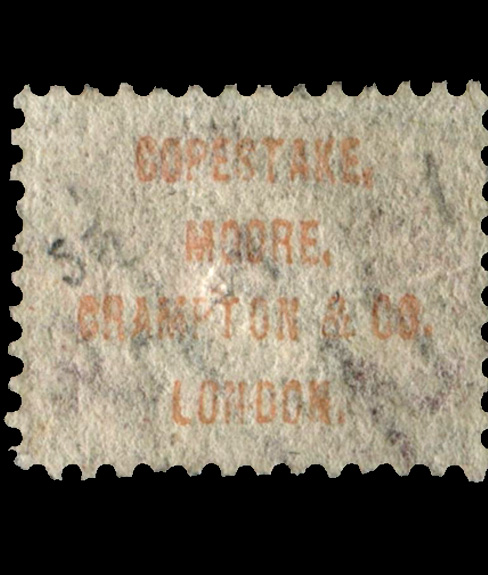 COPESTAKE,
MOORE,
CRAMPTON & CO.
LONDON.